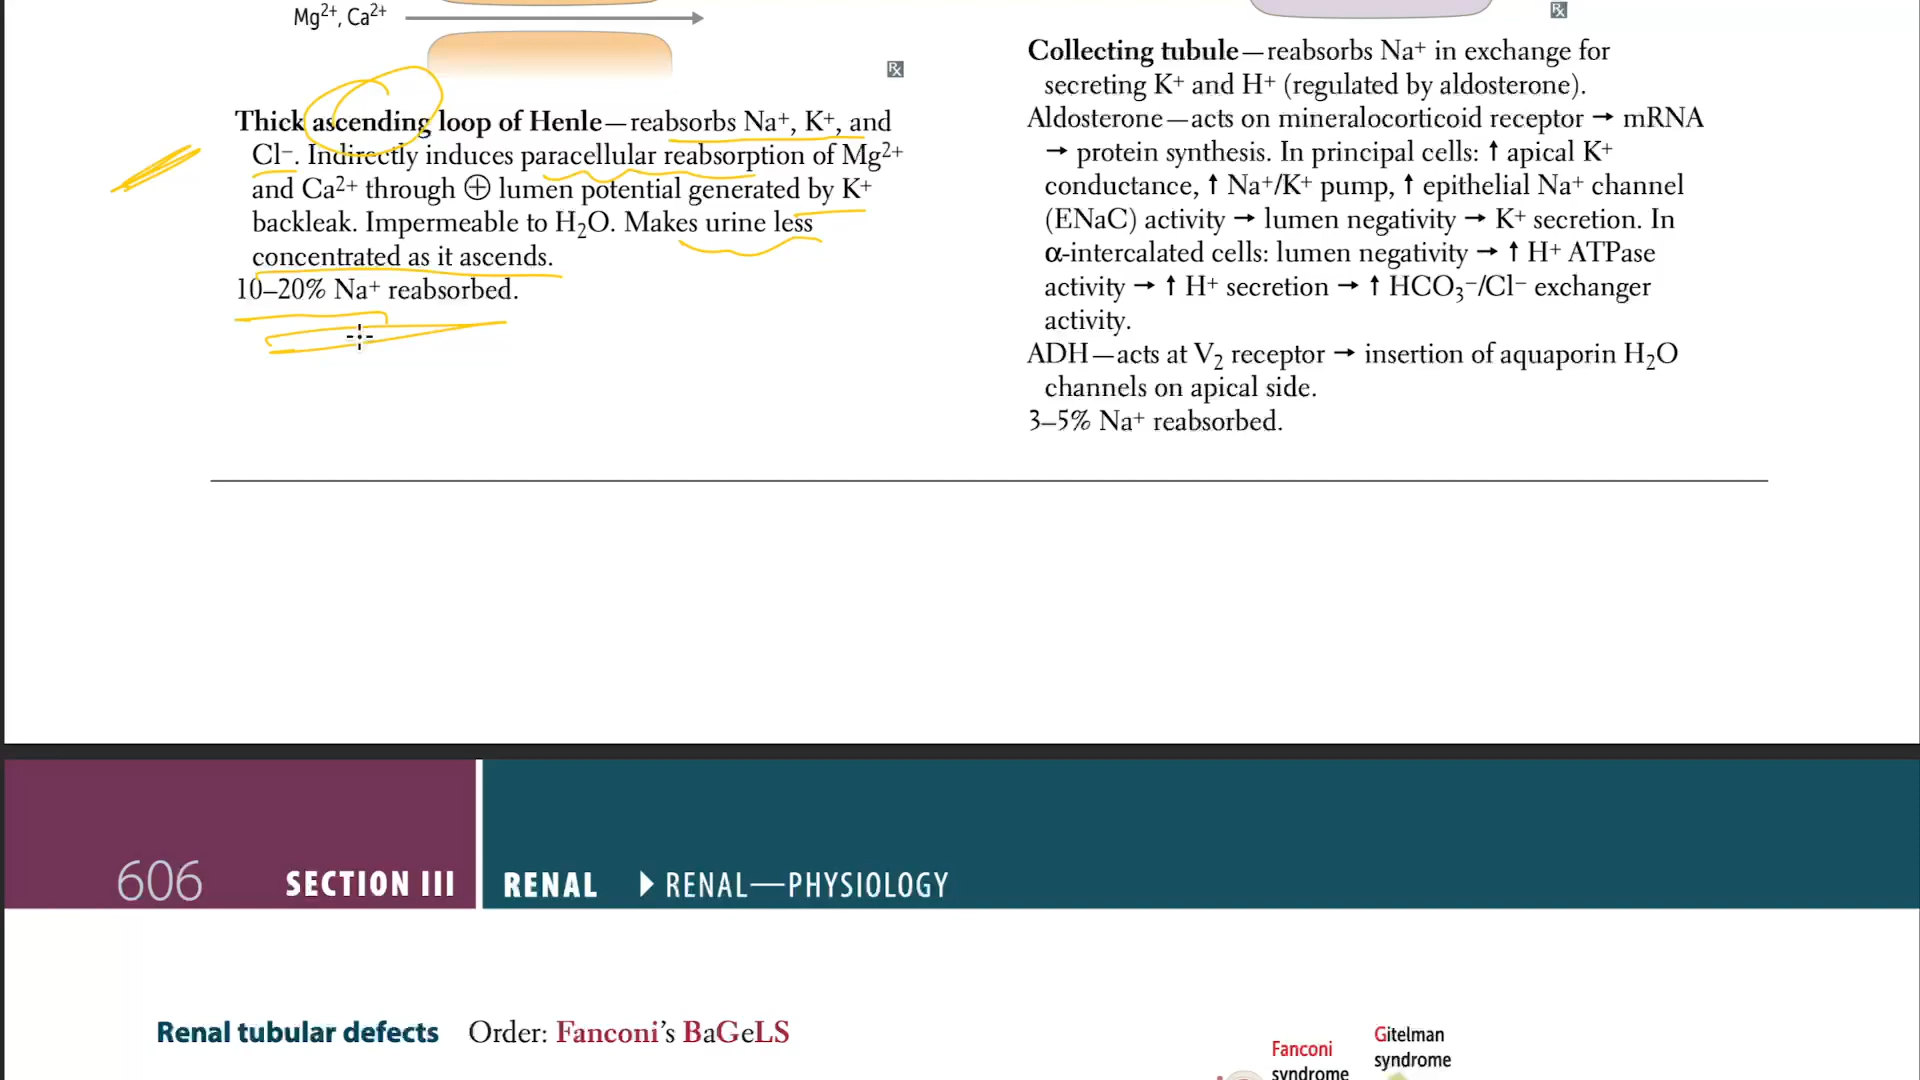 Mg²⁺, Ca²⁺
Rx
Thick ascending loop of Henle—reabsorbs Na⁺, K⁺, and
Cl⁻. Indirectly induces paracellular reabsorption of Mg²⁺
and Ca²⁺ through ⊕ lumen potential generated by K⁺
backleak. Impermeable to H₂O. Makes urine less
concentrated as it ascends.
10–20% Na⁺ reabsorbed.
Rx
Collecting tubule—reabsorbs Na⁺ in exchange for
secreting K⁺ and H⁺ (regulated by aldosterone).
Aldosterone—acts on mineralocorticoid receptor → mRNA
→ protein synthesis. In principal cells: ↑ apical K⁺
conductance, ↑ Na⁺/K⁺ pump, ↑ epithelial Na⁺ channel
(ENaC) activity → lumen negativity → K⁺ secretion. In
α-intercalated cells: lumen negativity → ↑ H⁺ ATPase
activity → ↑ H⁺ secretion → ↑ HCO₃⁻/Cl⁻ exchanger
activity.
ADH—acts at V₂ receptor → insertion of aquaporin H₂O
channels on apical side.
3–5% Na⁺ reabsorbed.
606 SECTION III RENAL ▶ RENAL—PHYSIOLOGY
Renal tubular defects Order: Fanconi's BaGeLS
Fanconi
syndrome
Gitelman
syndrome